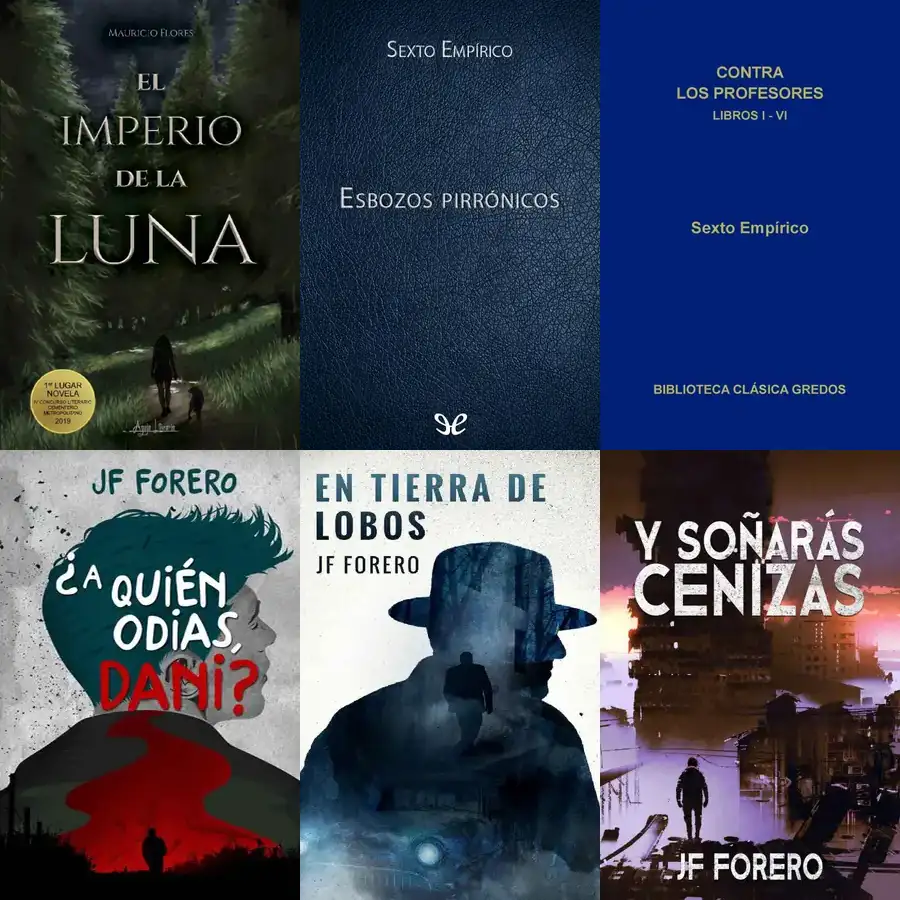 Mauricio Flores
EL
IMPERIO
DE LA
LUNA
1er LUGAR
NOVELA
IV CONCURSO LITERARIO
CEMENTERIO
METROPOLITANO
2019
Aguja Literaria
Sexto Empírico
Esbozos pirrónicos
CONTRA
LOS PROFESORES
LIBROS I - VI
Sexto Empírico
BIBLIOTECA CLÁSICA GREDOS
JF FORERO
¿A
QUIÉN
ODIAS,
DANI?
EN TIERRA DE
LOBOS
JF FORERO
Y SOÑARÁS
CENIZAS
JF FORERO